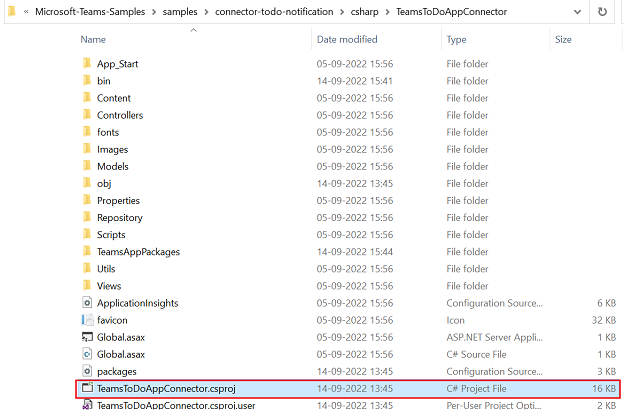 « Microsoft-Teams-Samples > samples > connector-todo-notification > csharp > TeamsToDoAppConnector
Name Date modified Type Size
App_Start 05-09-2022 15:56 File folder
bin 14-09-2022 15:41 File folder
Content 05-09-2022 15:56 File folder
Controllers 05-09-2022 15:56 File folder
fonts 05-09-2022 15:56 File folder
Images 05-09-2022 15:56 File folder
Models 05-09-2022 15:56 File folder
obj 14-09-2022 13:45 File folder
Properties 05-09-2022 15:56 File folder
Repository 05-09-2022 15:56 File folder
Scripts 05-09-2022 15:56 File folder
TeamsAppPackages 14-09-2022 15:44 File folder
Utils 05-09-2022 15:56 File folder
Views 05-09-2022 15:56 File folder
ApplicationInsights 05-09-2022 15:56 Configuration Source... 6 KB
favicon 05-09-2022 15:56 Icon 32 KB
Global.asax 05-09-2022 15:56 ASP.NET Server Appli... 1 KB
Global.asax 05-09-2022 15:56 C# Source File 1 KB
packages 14-09-2022 13:45 Configuration Source... 3 KB
TeamsToDoAppConnector.csproj 14-09-2022 13:45 C# Project File 16 KB
TeamsToDoAppConnector.csproj.user 14-09-2022 13:45 Per-User Project Opti... 2 KB